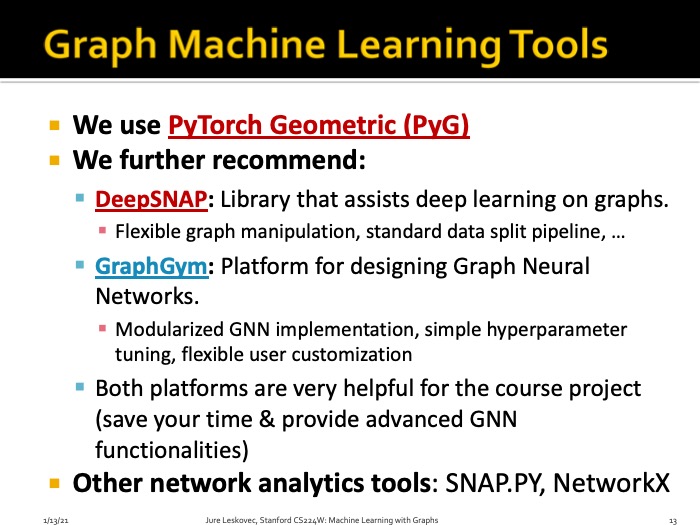 Graph Machine Learning Tools
We use PyTorch Geometric (PyG)
We further recommend:
DeepSNAP: Library that assists deep learning on graphs.
Flexible graph manipulation, standard data split pipeline, ...
GraphGym: Platform for designing Graph Neural
Networks.
Modularized GNN implementation, simple hyperparameter
tuning, flexible user customization
Both platforms are very helpful for the course project
(save your time & provide advanced GNN
functionalities)
Other network analytics tools: SNAP.PY, NetworkX
1/13/21 Jure Leskovec, Stanford CS224W: Machine Learning with Graphs 13